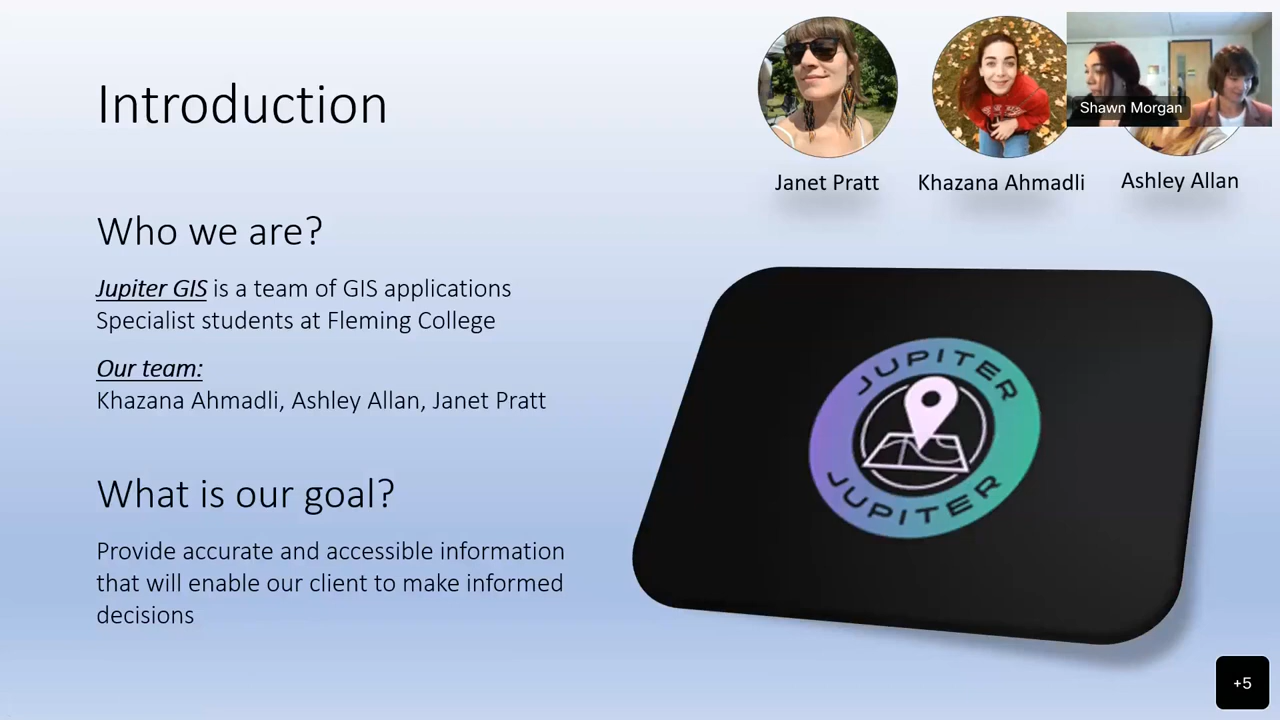 Introduction
Shawn Morgan
Janet Pratt
Khazana Ahmadli
Ashley Allan
Who we are?
Jupiter GIS is a team of GIS applications
Specialist students at Fleming College
Our team:
Khazana Ahmadli, Ashley Allan, Janet Pratt
What is our goal?
Provide accurate and accessible information
that will enable our client to make informed
decisions
JUPITER
JUPITER
+5